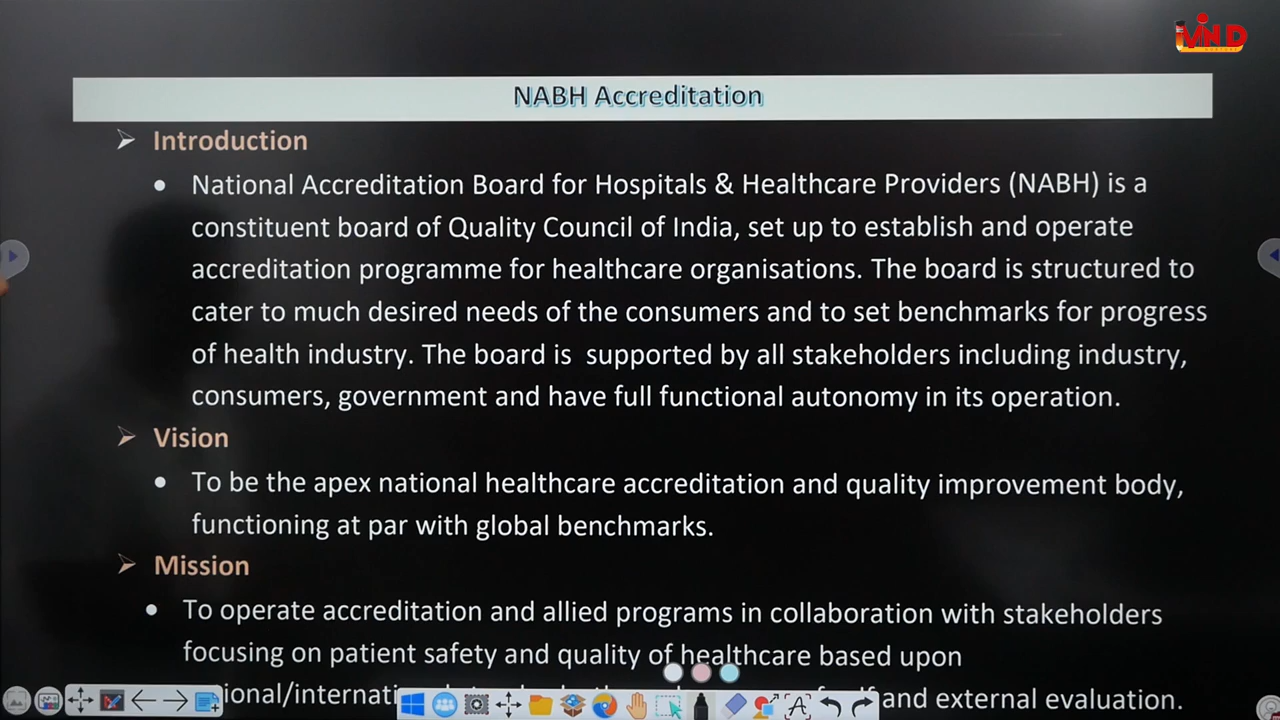 NABH Accreditation
Introduction
National Accreditation Board for Hospitals & Healthcare Providers (NABH) is a
constituent board of Quality Council of India, set up to establish and operate
accreditation programme for healthcare organisations. The board is structured to
cater to much desired needs of the consumers and to set benchmarks for progress
of health industry. The board is supported by all stakeholders including industry,
consumers, government and have full functional autonomy in its operation.
Vision
To be the apex national healthcare accreditation and quality improvement body,
functioning at par with global benchmarks.
Mission
To operate accreditation and allied programs in collaboration with stakeholders
focusing on patient safety and quality of healthcare based upon
and external evaluation.